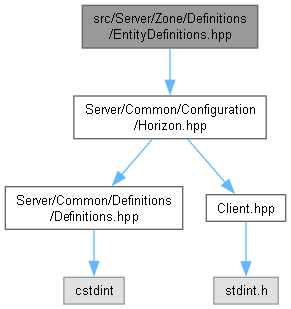 src/Server/Zone/Definitions
/EntityDefinitions.hpp
Server/Common/Configuration
/Horizon.hpp
Server/Common/Definitions
/Definitions.hpp
Client.hpp
cstdint
stdint.h